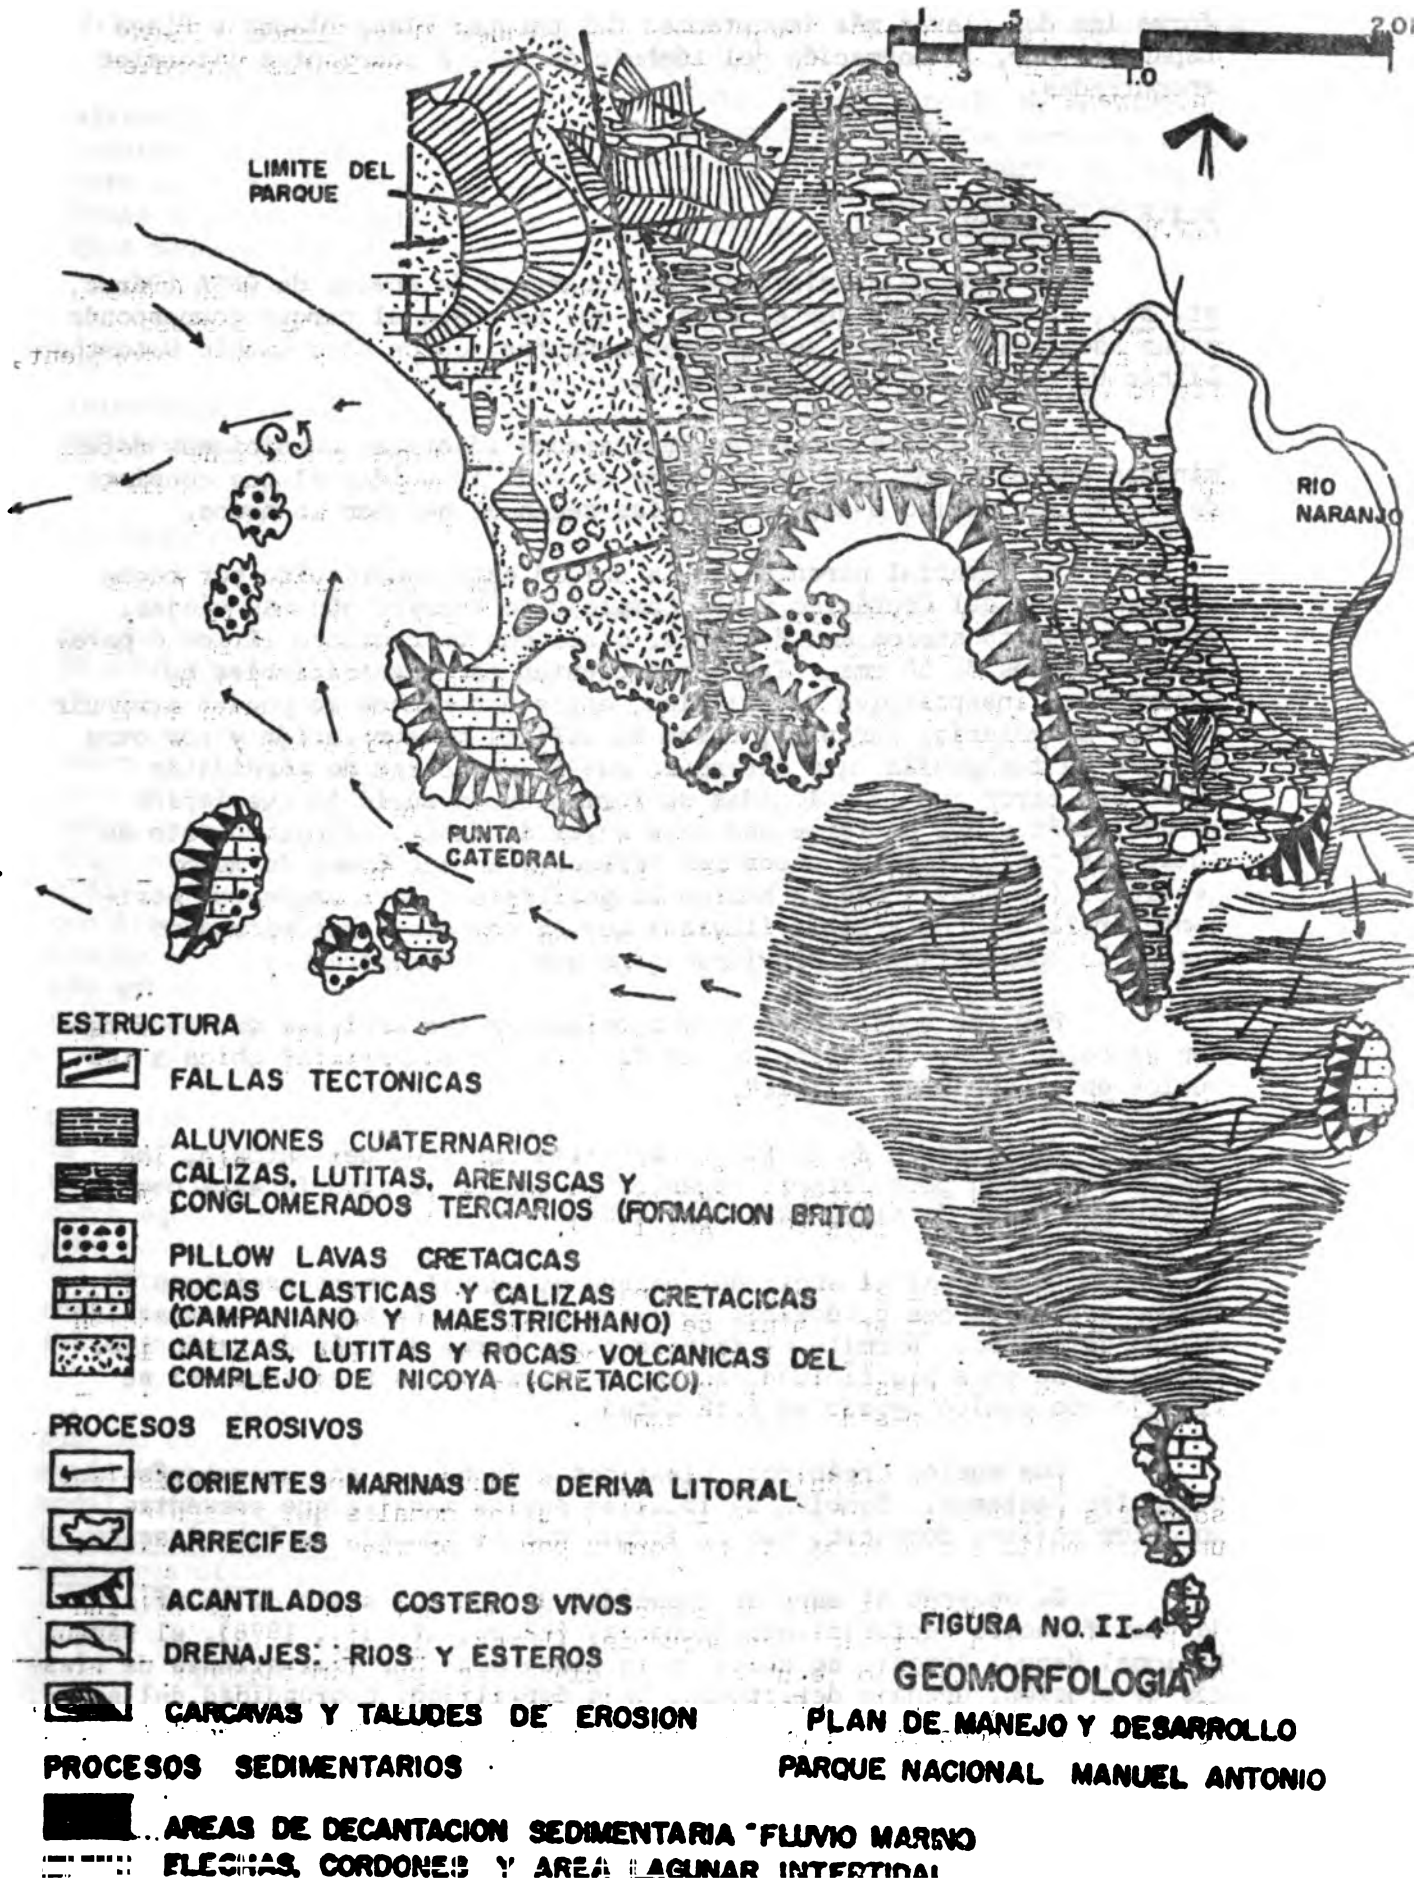 1.
.5
2.0
.3
1.0
LIMITE DEL
PARQUE
RIO
NARANJO
PUNTA
CATEDRAL
ESTRUCTURA
FALLAS TECTONICAS
ALUVIONES CUATERNARIOS
CALIZAS, LUTITAS, ARENISCAS Y
CONGLOMERADOS TERCIARIOS (FORMACION BRITO)
PILLOW LAVAS CRETACICAS
ROCAS CLASTICAS Y CALIZAS CRETACICAS
(CAMPANIANO Y MAESTRICHIANO)
CALIZAS, LUTITAS Y ROCAS VOLCANICAS DEL
COMPLEJO DE NICOYA (CRETACICO)
PROCESOS EROSIVOS
CORIENTES MARINAS DE DERIVA LITORAL
ARRECIFES
ACANTILADOS COSTEROS VIVOS
DRENAJES: RIOS Y ESTEROS
CARCAVAS Y TALUDES DE EROSION
PROCESOS SEDIMENTARIOS
AREAS DE DECANTACION SEDIMENTARIA FLUVIO MARINO
FLECHAS, CORDONES Y AREA LAGUNAR INTERTIDAL
FIGURA NO. II-4
GEOMORFOLOGIA
PLAN DE MANEJO Y DESARROLLO
PARQUE NACIONAL MANUEL ANTONIO